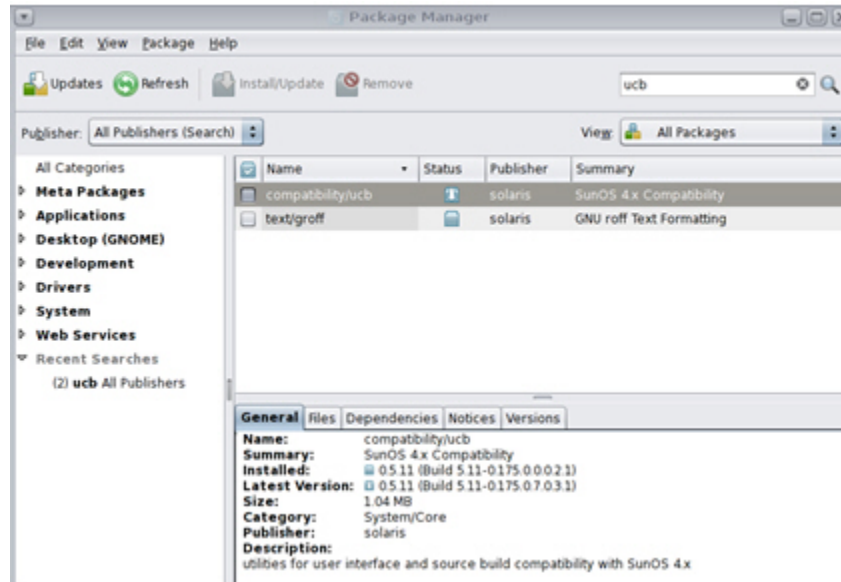 Package Manager
File Edit View Package Help
Updates Refresh Install/Update Remove ucb
Publisher: All Publishers (Search) View: All Packages
All Categories
Meta Packages
Applications
Desktop (GNOME)
Development
Drivers
System
Web Services
Recent Searches
(2) ucb All Publishers
Name Status Publisher Summary
compatibility/ucb solaris SunOS 4.x Compatibility
text/groff solaris GNU roff Text Formatting
General Files Dependencies Notices Versions
Name: compatibility/ucb
Summary: SunOS 4.x Compatibility
Installed: 0.5.11 (Build 5.11-0.175.0.0.0.2.1)
Latest Version: 0.5.11 (Build 5.11-0.175.0.7.0.3.1)
Size: 1.04 MB
Category: System/Core
Publisher: solaris
Description:
utilities for user interface and source build compatibility with SunOS 4.x